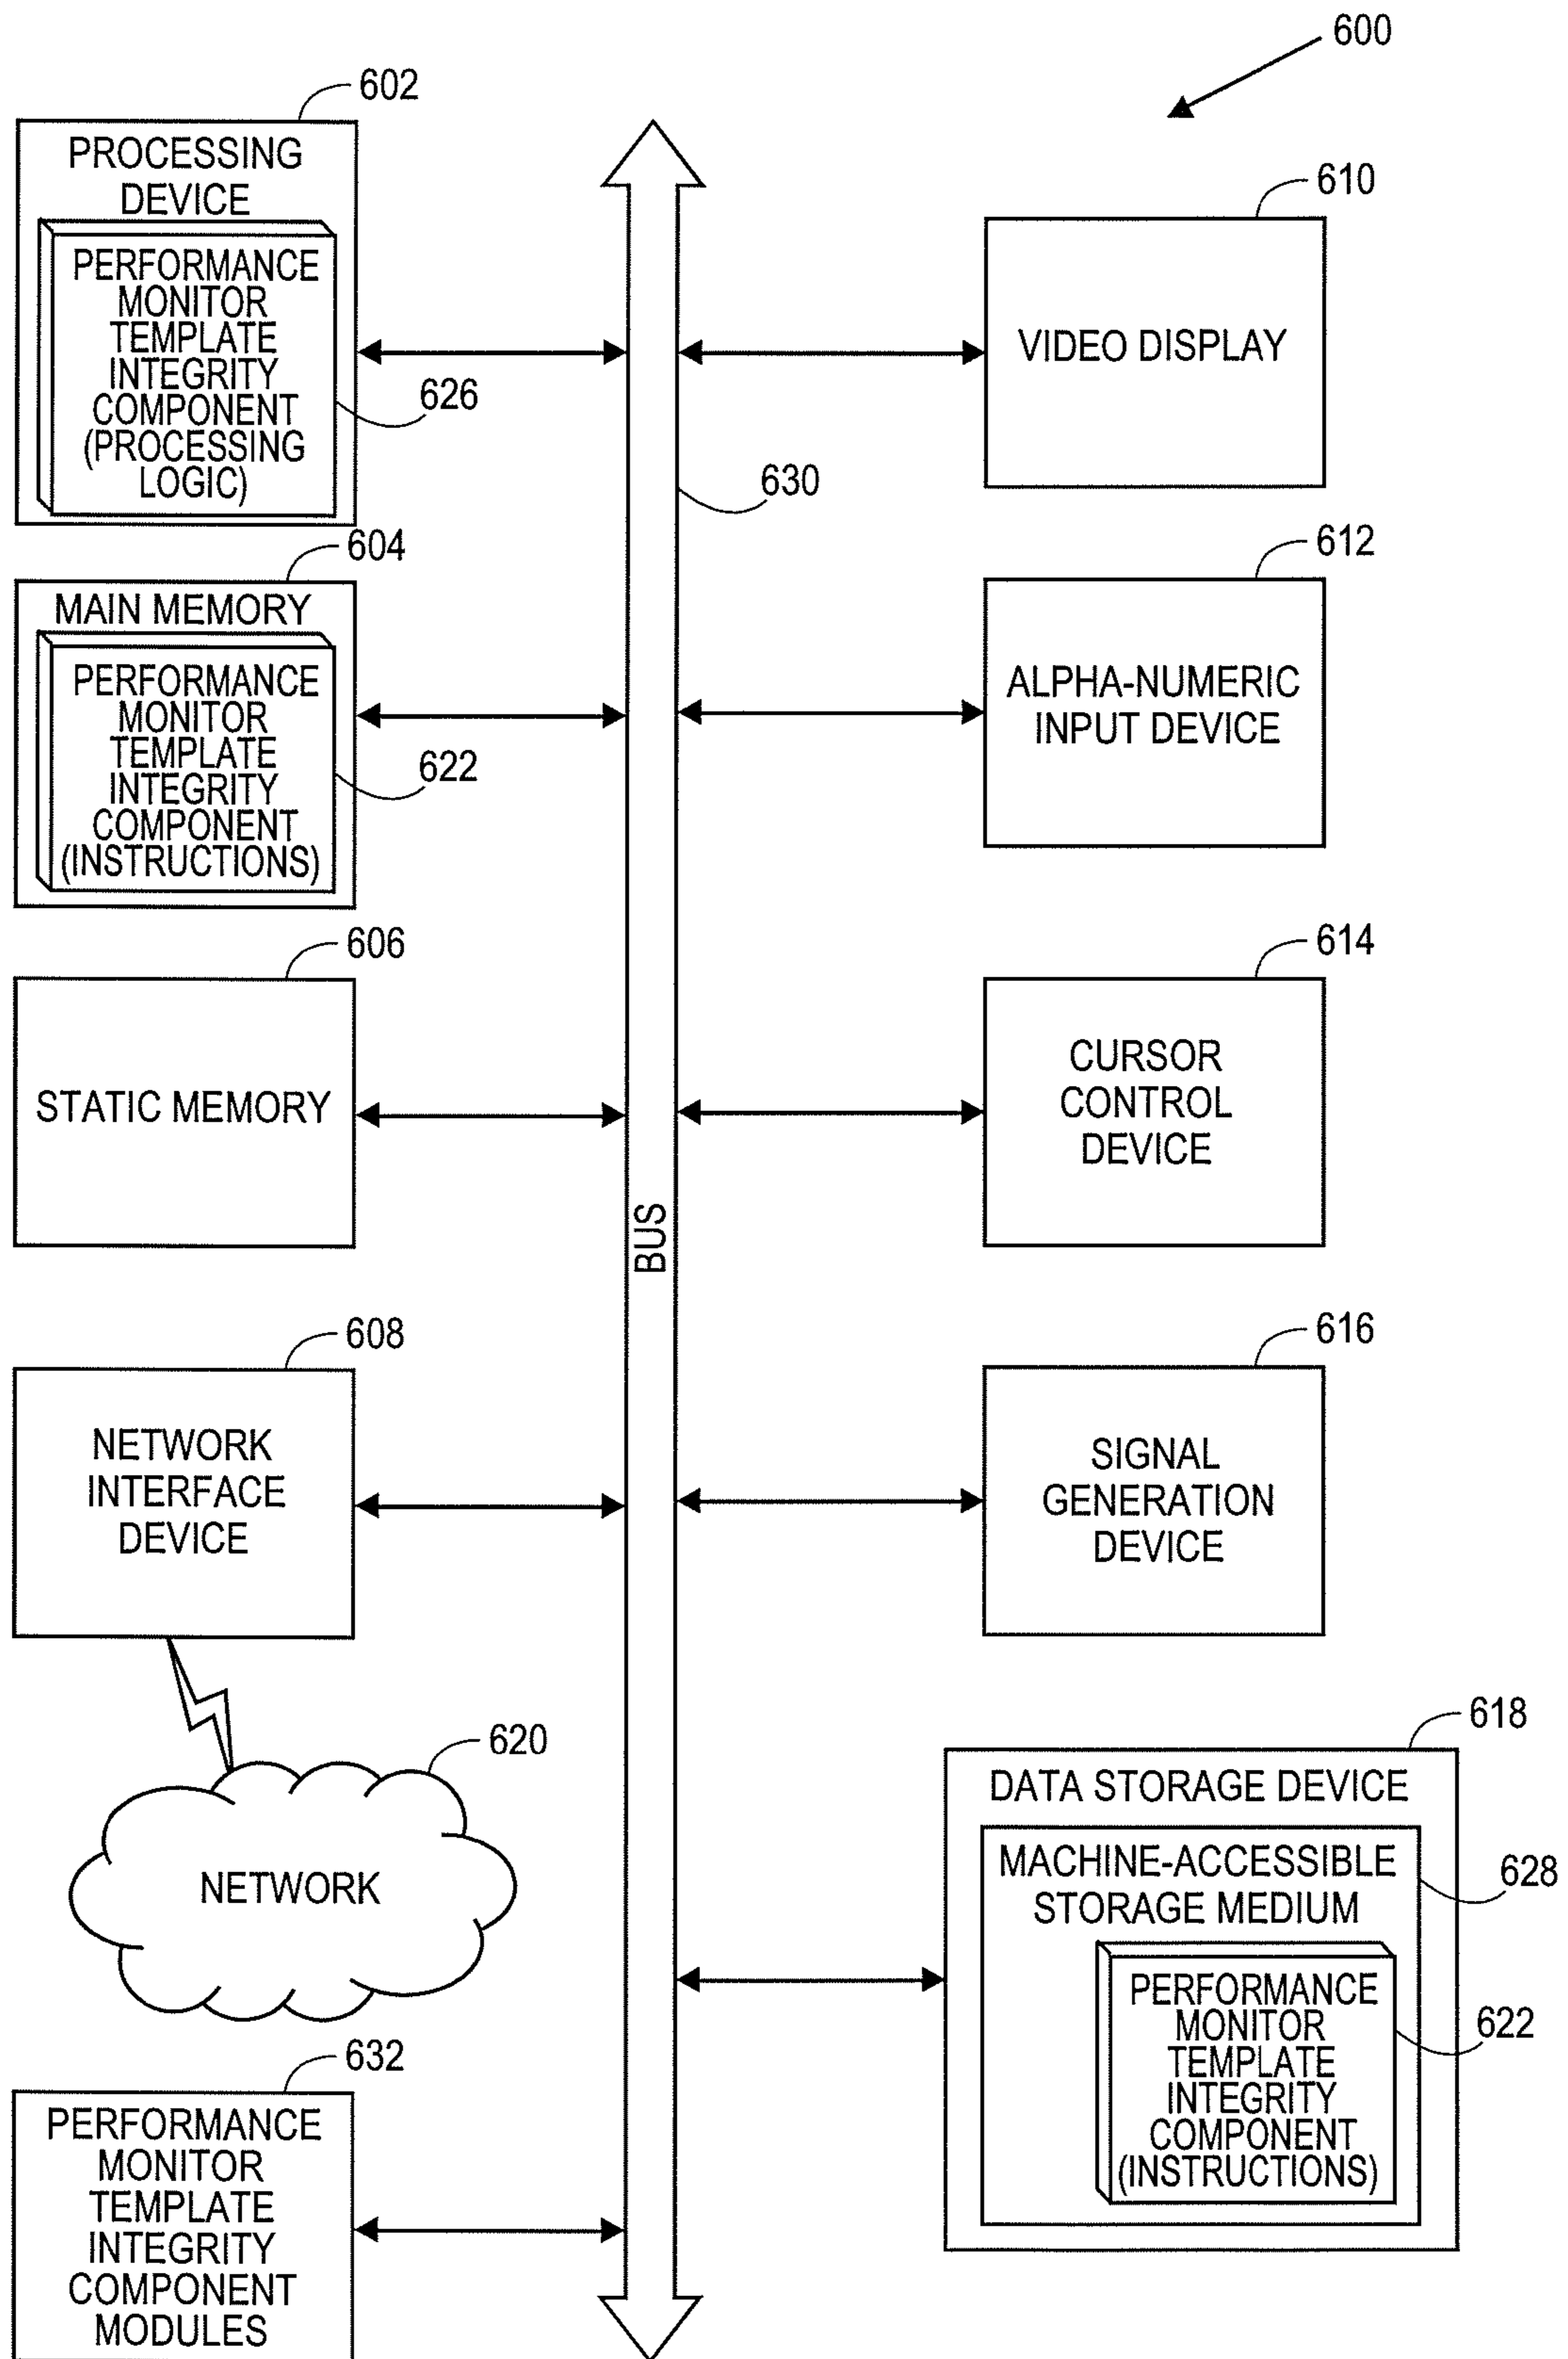 600
602
PROCESSING
DEVICE
PERFORMANCE
MONITOR
TEMPLATE
INTEGRITY
COMPONENT
(PROCESSING
LOGIC)
626
604
MAIN MEMORY
PERFORMANCE
MONITOR
TEMPLATE
INTEGRITY
COMPONENT
(INSTRUCTIONS)
622
606
STATIC MEMORY
608
NETWORK
INTERFACE
DEVICE
620
NETWORK
632
PERFORMANCE
MONITOR
TEMPLATE
INTEGRITY
COMPONENT
MODULES
630
BUS
610
VIDEO DISPLAY
612
ALPHA-NUMERIC
INPUT DEVICE
614
CURSOR
CONTROL
DEVICE
616
SIGNAL
GENERATION
DEVICE
618
DATA STORAGE DEVICE
MACHINE-ACCESSIBLE
STORAGE MEDIUM
628
PERFORMANCE
MONITOR
TEMPLATE
INTEGRITY
COMPONENT
(INSTRUCTIONS)
622